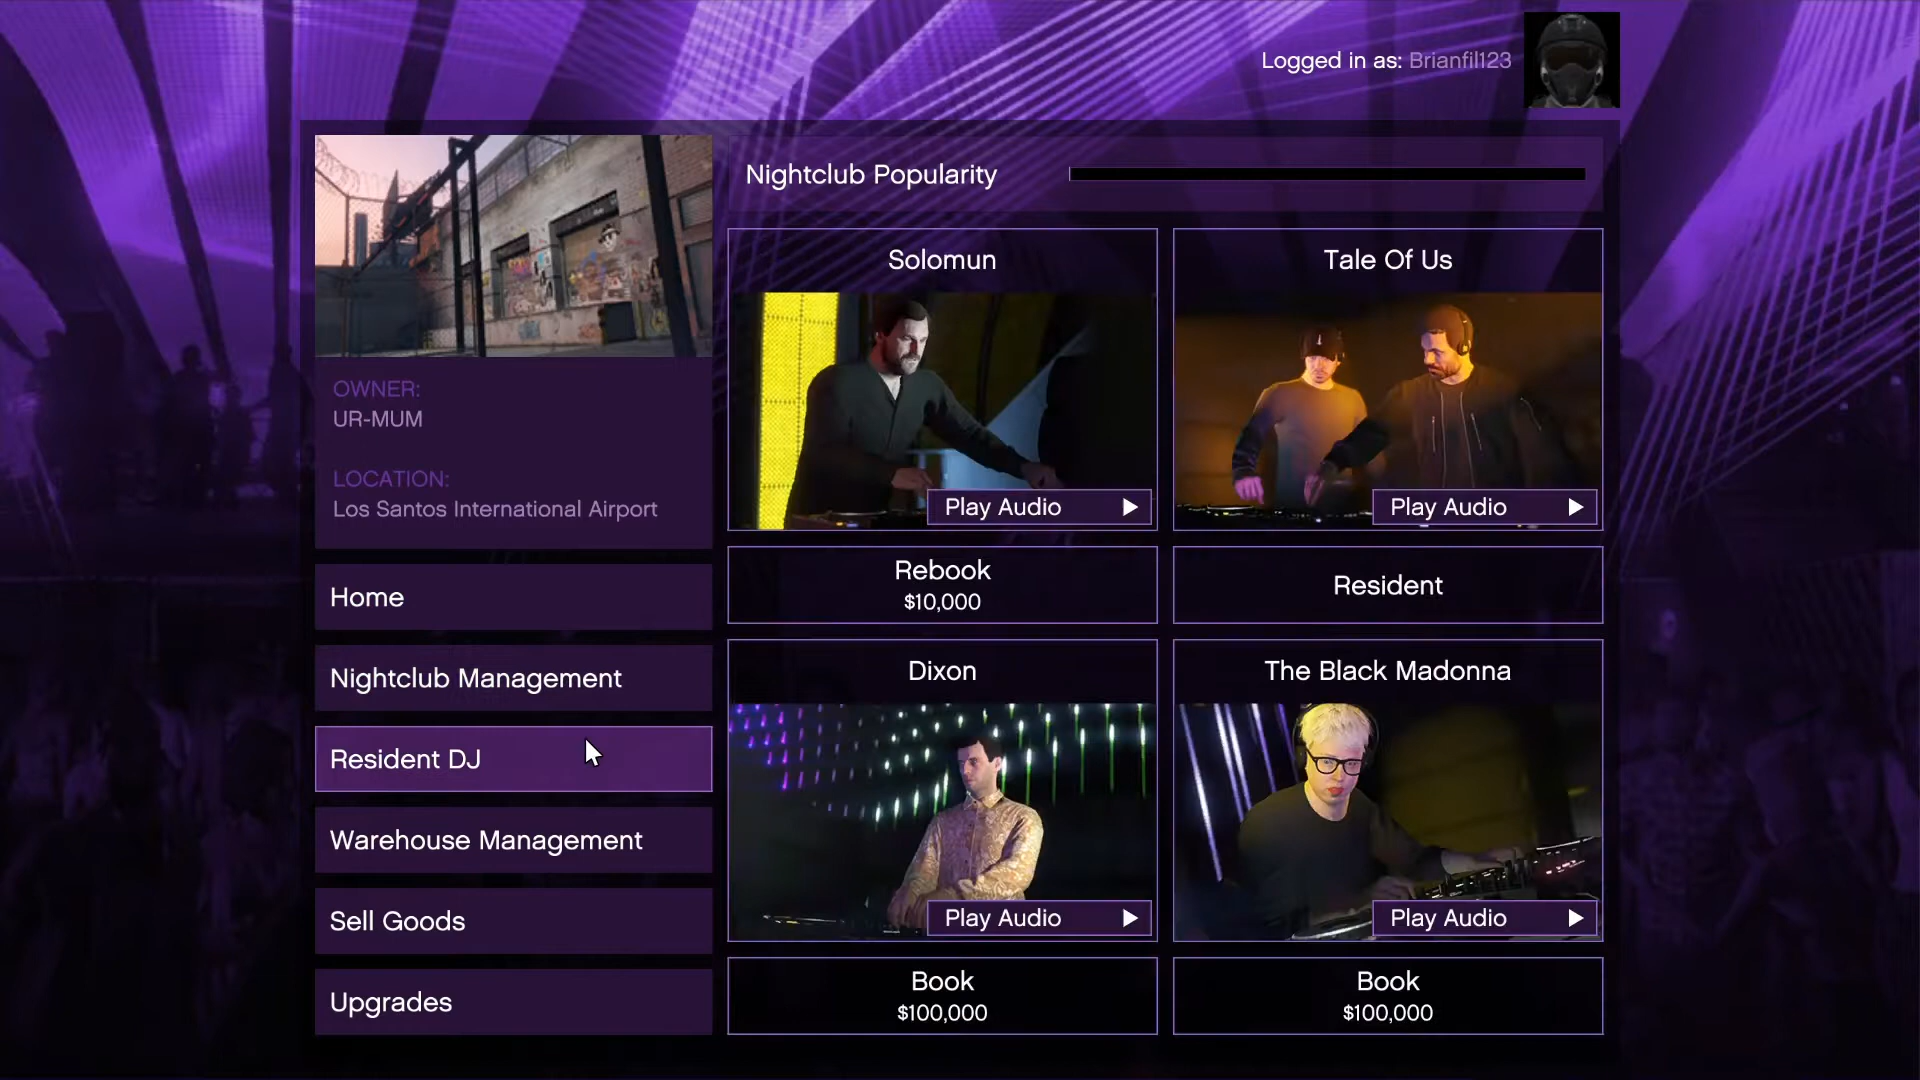 Logged in as: Brianfil123
OWNER:
UR-MUM
LOCATION:
Los Santos International Airport
Home
Nightclub Management
Resident DJ
Warehouse Management
Sell Goods
Upgrades
Nightclub Popularity
Solomun
Play Audio
Rebook
$10,000
Tale Of Us
Play Audio
Resident
Dixon
Play Audio
Book
$100,000
The Black Madonna
Play Audio
Book
$100,000